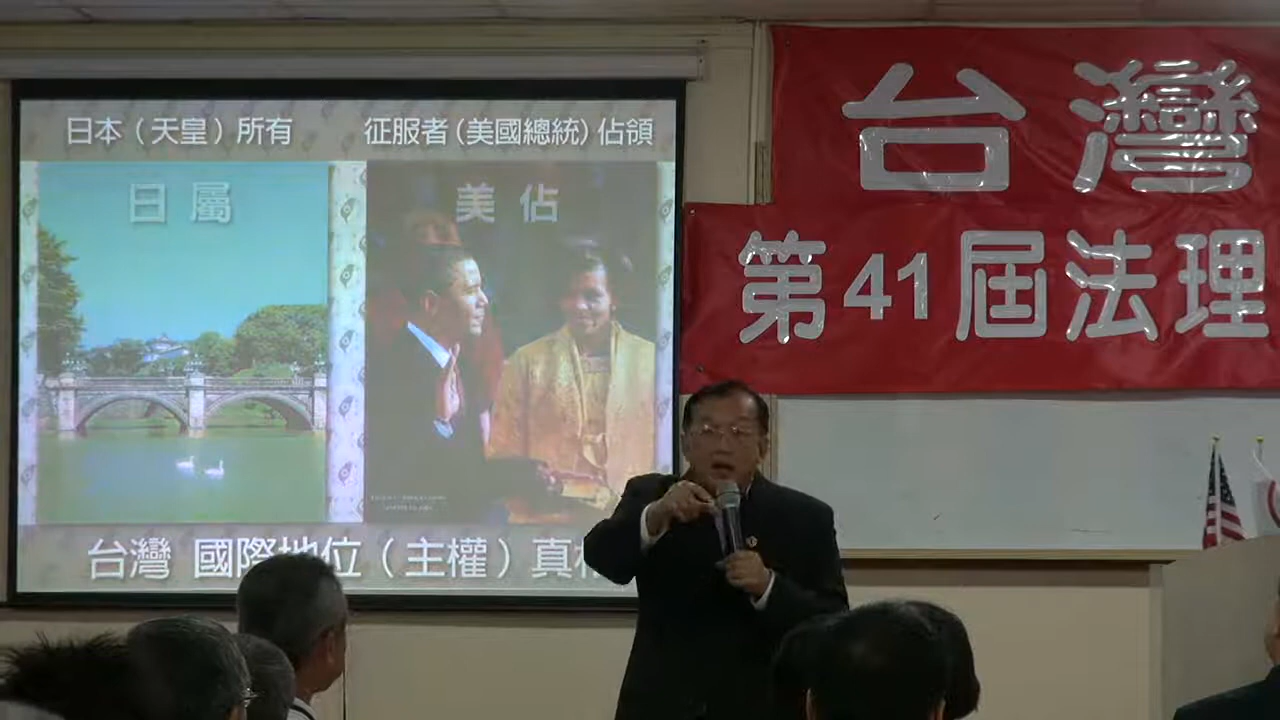 日本（天皇）所有
征服者（美國總統）佔領
日屬
美佔
台灣 國際地位（主權）真
台灣
第41屆法理